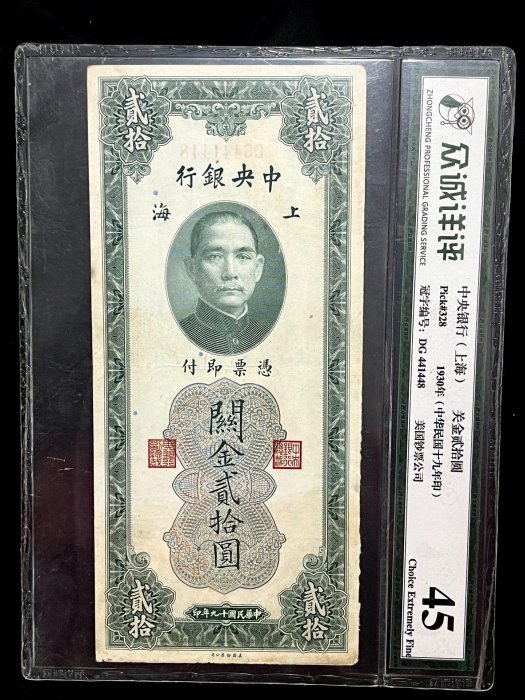 貳拾
貳拾
中央銀行
上海
憑票即付
關金貳拾圓
貳拾
貳拾
中華民國十九年印
众诚详评
ZHONGCHENG PROFESSIONAL GRADING SERVICE
中央银行（上海） 关金贰拾圆
Pick#328 1930年（中华民国十九年印）
冠字编号：DG 441448 美国钞票公司
45
Choice Extremely Fine